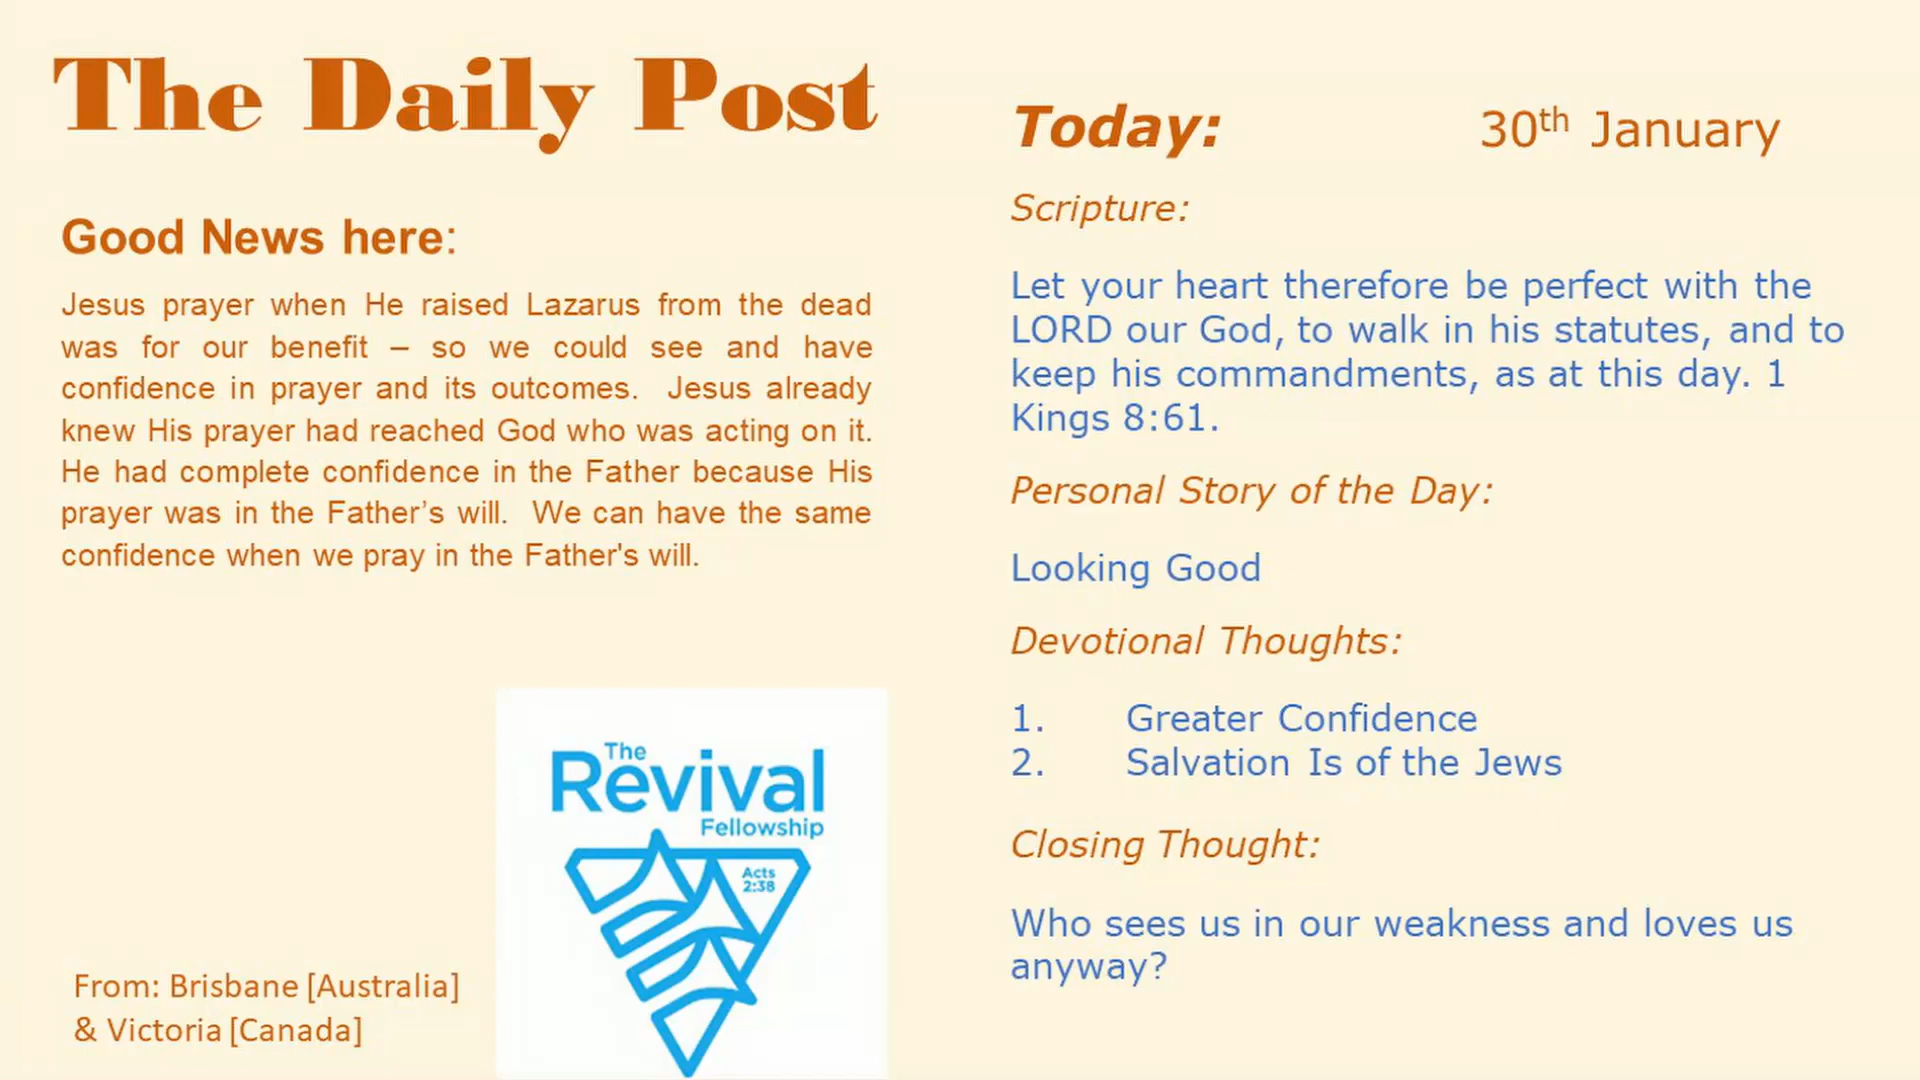 The Daily Post
Good News here:
Jesus prayer when He raised Lazarus from the dead
was for our benefit – so we could see and have
confidence in prayer and its outcomes.  Jesus already
knew His prayer had reached God who was acting on it.
He had complete confidence in the Father because His
prayer was in the Father’s will.  We can have the same
confidence when we pray in the Father's will.
The
Revival
Fellowship
Acts
2:38
From: Brisbane [Australia]
& Victoria [Canada]
Today: 30th January
Scripture:
Let your heart therefore be perfect with the
LORD our God, to walk in his statutes, and to
keep his commandments, as at this day. 1
Kings 8:61.
Personal Story of the Day:
Looking Good
Devotional Thoughts:
1. Greater Confidence
2. Salvation Is of the Jews
Closing Thought:
Who sees us in our weakness and loves us
anyway?